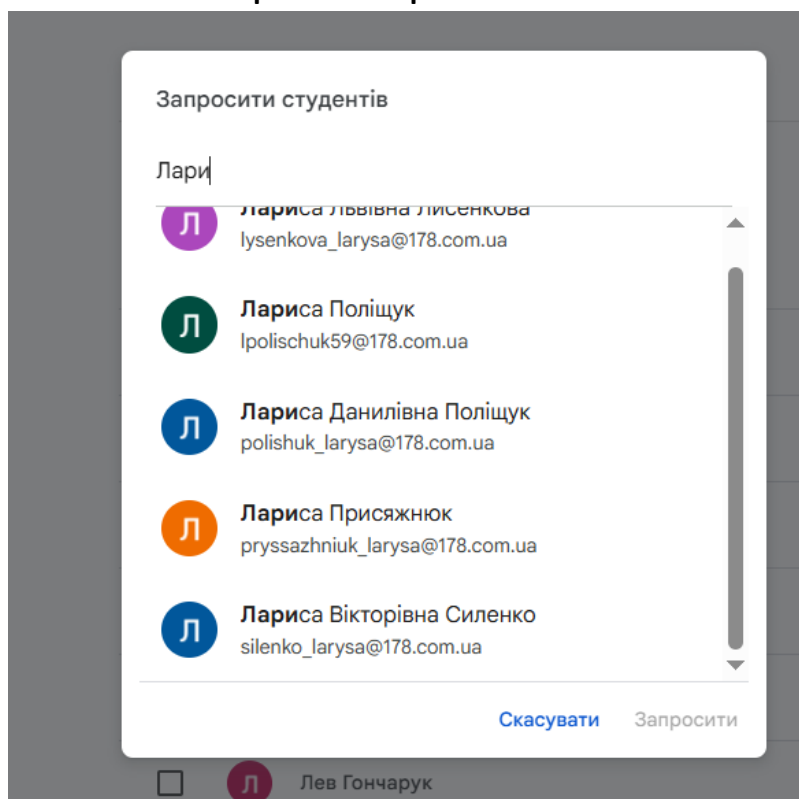 Запросити студентів
Лари
Лариса Львівна Лисенкова
lysenkova_larysa@178.com.ua
Л
Лариса Поліщук
lpolischuk59@178.com.ua
Л
Лариса Данилівна Поліщук
polishuk_larysa@178.com.ua
Л
Лариса Присяжнюк
pryssazhniuk_larysa@178.com.ua
Л
Лариса Вікторівна Силенко
silenko_larysa@178.com.ua
Л
Скасувати Запросити
Л Лев Гончарук